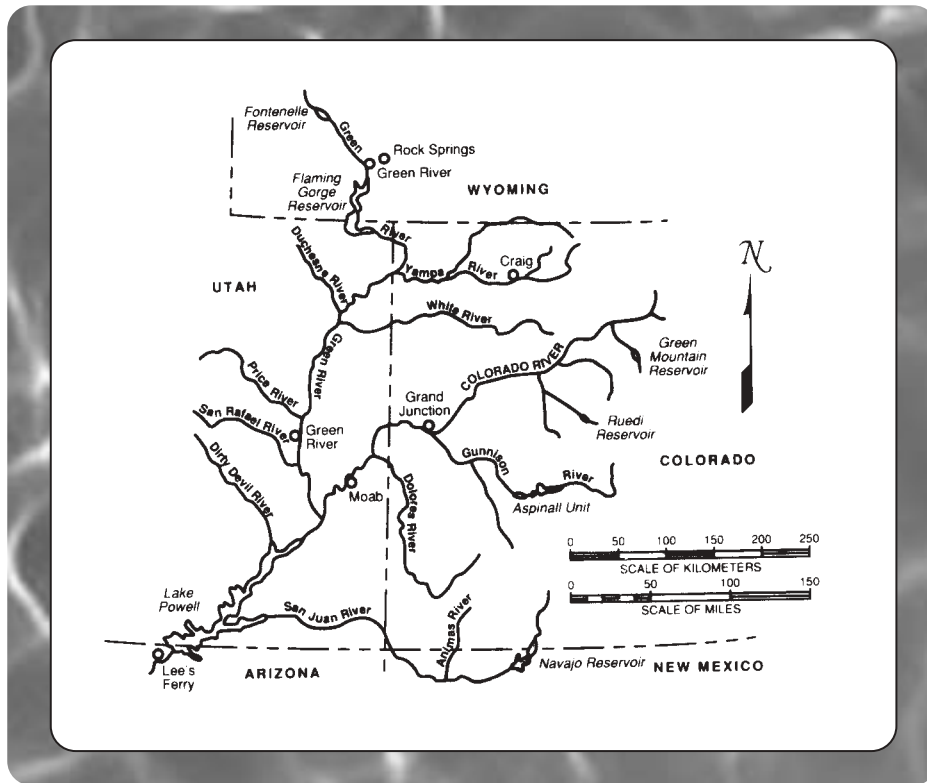 Fontenelle
Reservoir
Green
Rock Springs
Green River
Flaming
Gorge
Reservoir
WYOMING
River
Duchesne River
Yampa
River
Craig
UTAH
White River
N
Green River
COLORADO RIVER
Green
Mountain
Reservoir
Price River
Grand
Junction
San Rafael River
Green
River
Ruedi
Reservoir
Dirty Devil River
Gunnison
River
COLORADO
Moab
Dolores River
Aspinall Unit
0 50 100 150 200 250
SCALE OF KILOMETERS
0 50 100 150
SCALE OF MILES
Lake
Powell
San Juan River
Animas River
Lee's
Ferry
ARIZONA
Navajo Reservoir
NEW MEXICO